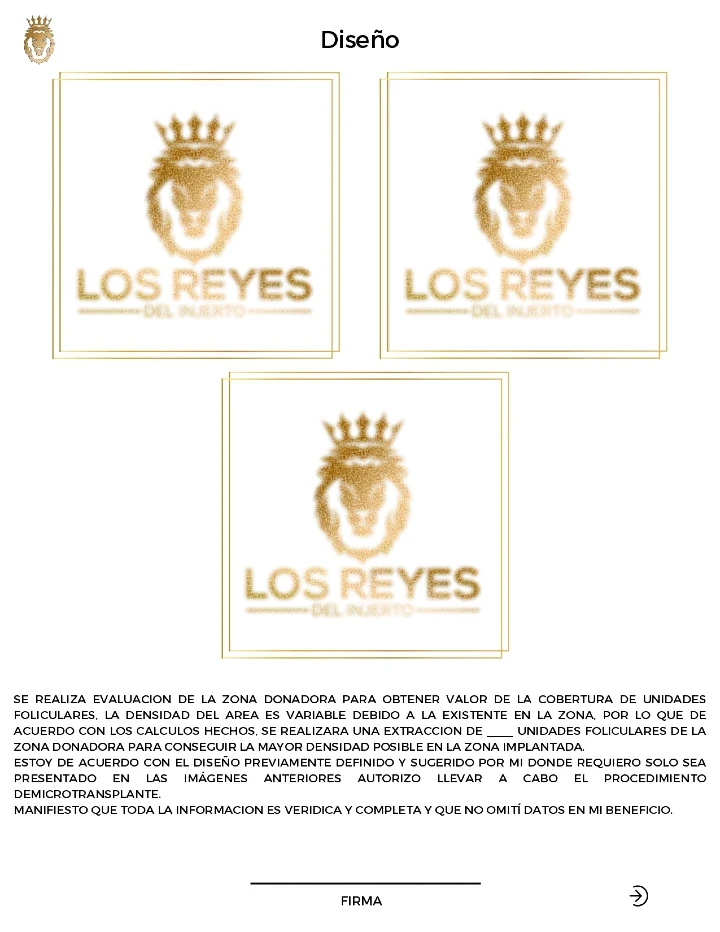 Diseño
LOS REYES
DEL INJERTO
LOS REYES
DEL INJERTO
LOS REYES
DEL INJERTO
SE REALIZA EVALUACION DE LA ZONA DONADORA PARA OBTENER VALOR DE LA COBERTURA DE UNIDADES
FOLICULARES, LA DENSIDAD DEL AREA ES VARIABLE DEBIDO A LA EXISTENTE EN LA ZONA, POR LO QUE DE
ACUERDO CON LOS CALCULOS HECHOS, SE REALIZARA UNA EXTRACCION DE ____ UNIDADES FOLICULARES DE LA
ZONA DONADORA PARA CONSEGUIR LA MAYOR DENSIDAD POSIBLE EN LA ZONA IMPLANTADA.
ESTOY DE ACUERDO CON EL DISEÑO PREVIAMENTE DEFINIDO Y SUGERIDO POR MI DONDE REQUIERO SOLO SEA
PRESENTADO EN LAS IMÁGENES ANTERIORES AUTORIZO LLEVAR A CABO EL PROCEDIMIENTO
DEMICROTRANSPLANTE.
MANIFIESTO QUE TODA LA INFORMACION ES VERIDICA Y COMPLETA Y QUE NO OMITÍ DATOS EN MI BENEFICIO.
FIRMA